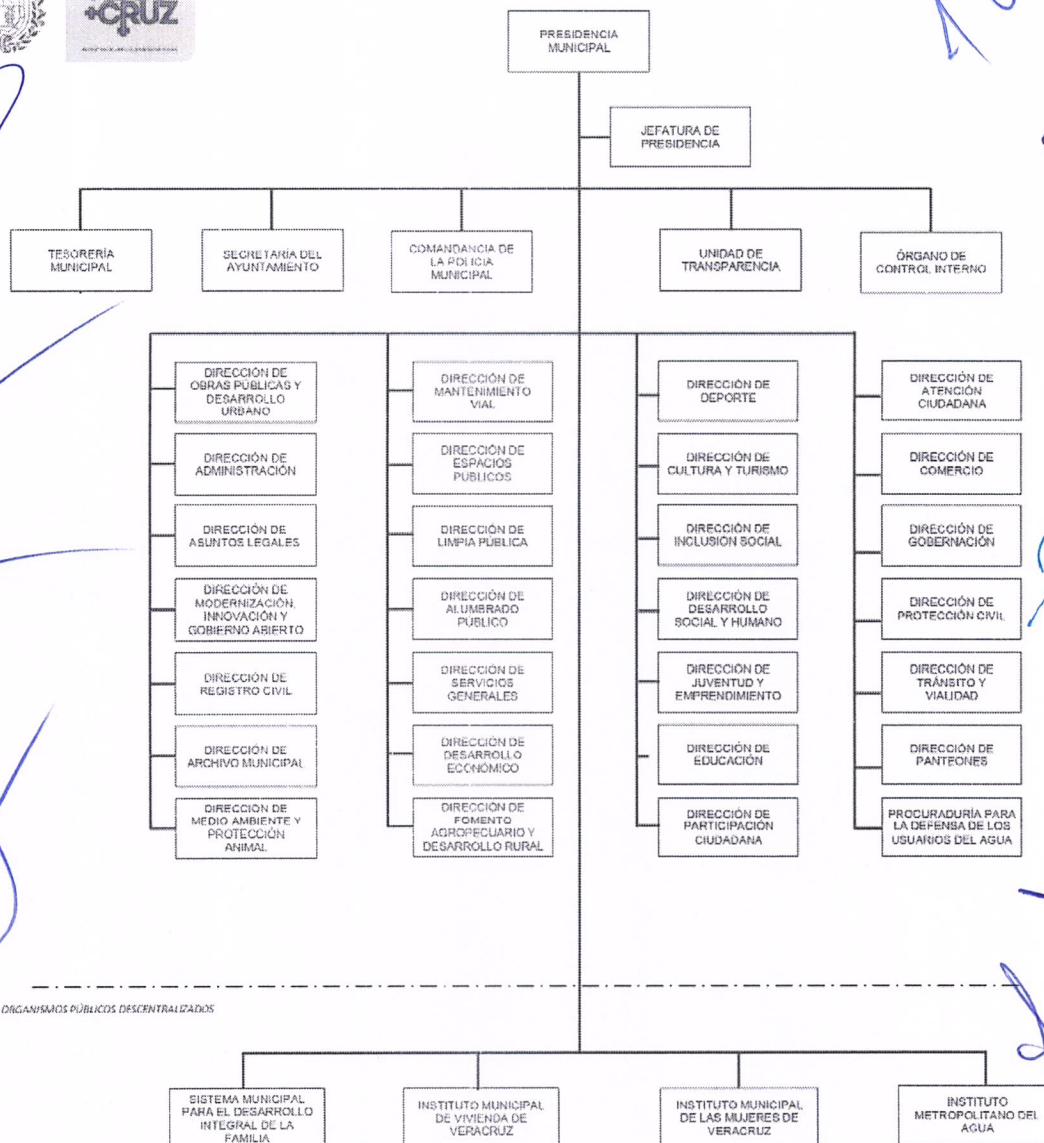 +CRUZ
PRESIDENCIA
MUNICIPAL
JEFATURA DE
PRESIDENCIA
TESORERÍA
MUNICIPAL
SECRETARÍA DEL
AYUNTAMIENTO
COMANDANCIA DE
LA POLICIA
MUNICIPAL
UNIDAD DE
TRANSPARENCIA
ÓRGANO DE
CONTROL INTERNO
DIRECCIÓN DE
OBRAS PÚBLICAS Y
DESARROLLO
URBANO
DIRECCIÓN DE
ADMINISTRACIÓN
DIRECCIÓN DE
ASUNTOS LEGALES
DIRECCIÓN DE
MODERNIZACIÓN,
INNOVACIÓN Y
GOBIERNO ABIERTO
DIRECCIÓN DE
REGISTRO CIVIL
DIRECCIÓN DE
ARCHIVO MUNICIPAL
DIRECCIÓN DE
MEDIO AMBIENTE Y
PROTECCIÓN
ANIMAL
DIRECCIÓN DE
MANTENIMIENTO
VIAL
DIRECCIÓN DE
ESPACIOS
PÚBLICOS
DIRECCIÓN DE
LIMPIA PÚBLICA
DIRECCIÓN DE
ALUMBRADO
PÚBLICO
DIRECCIÓN DE
SERVICIOS
GENERALES
DIRECCIÓN DE
DESARROLLO
ECONÓMICO
DIRECCIÓN DE
FOMENTO
AGROPECUARIO Y
DESARROLLO RURAL
DIRECCIÓN DE
DEPORTE
DIRECCIÓN DE
CULTURA Y TURISMO
DIRECCIÓN DE
INCLUSIÓN SOCIAL
DIRECCIÓN DE
DESARROLLO
SOCIAL Y HUMANO
DIRECCIÓN DE
JUVENTUD Y
EMPRENDIMIENTO
DIRECCIÓN DE
EDUCACIÓN
DIRECCIÓN DE
PARTICIPACIÓN
CIUDADANA
DIRECCIÓN DE
ATENCIÓN
CIUDADANA
DIRECCIÓN DE
COMERCIO
DIRECCIÓN DE
GOBERNACIÓN
DIRECCIÓN DE
PROTECCIÓN CIVIL
DIRECCIÓN DE
TRÁNSITO Y
VIALIDAD
DIRECCIÓN DE
PANTEONES
PROCURADURÍA PARA
LA DEFENSA DE LOS
USUARIOS DEL AGUA
ORGANISMOS PÚBLICOS DESCENTRALIZADOS
SISTEMA MUNICIPAL
PARA EL DESARROLLO
INTEGRAL DE LA
FAMILIA
INSTITUTO MUNICIPAL
DE VIVIENDA DE
VERACRUZ
INSTITUTO MUNICIPAL
DE LAS MUJERES DE
VERACRUZ
INSTITUTO
METROPOLITANO DEL
AGUA